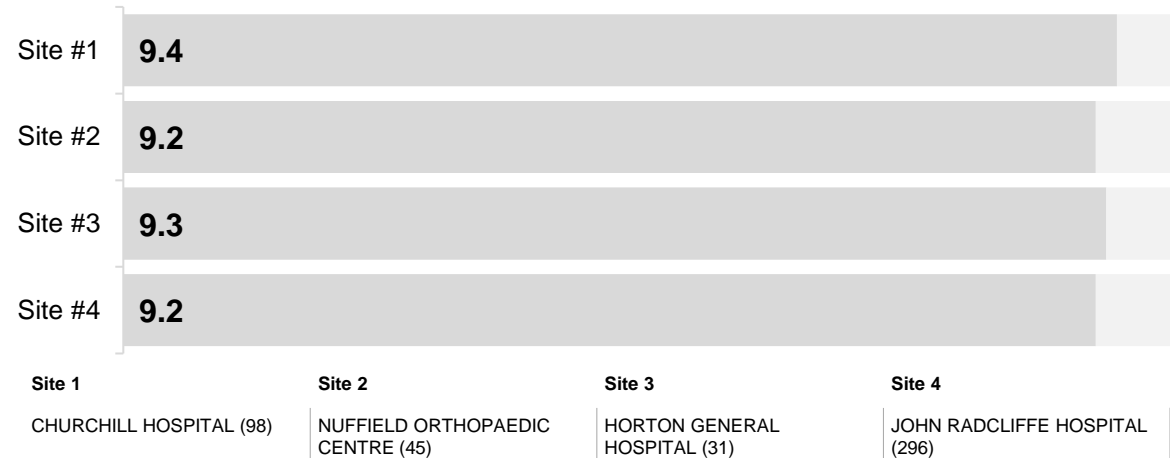 Site #1 9.4
Site #2 9.2
Site #3 9.3
Site #4 9.2
Site 1 Site 2 Site 3 Site 4
CHURCHILL HOSPITAL (98)
NUFFIELD ORTHOPAEDIC
CENTRE (45)
HORTON GENERAL
HOSPITAL (31)
JOHN RADCLIFFE HOSPITAL
(296)